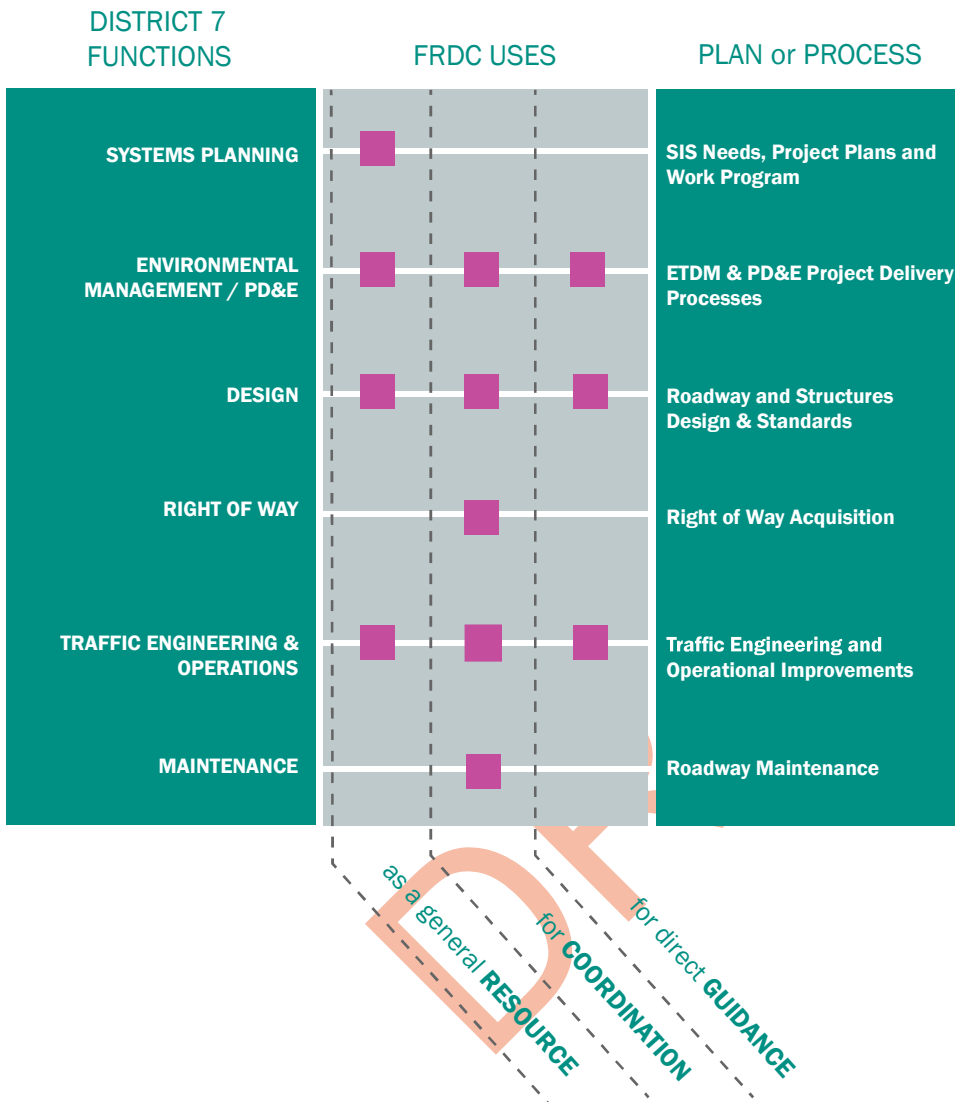 DISTRICT 7
FUNCTIONS
FRDC USES
PLAN or PROCESS
SYSTEMS PLANNING
SIS Needs, Project Plans and
Work Program
ENVIRONMENTAL
MANAGEMENT / PD&E
ETDM & PD&E Project Delivery
Processes
DESIGN
Roadway and Structures
Design & Standards
RIGHT OF WAY
Right of Way Acquisition
TRAFFIC ENGINEERING &
OPERATIONS
Traffic Engineering and
Operational Improvements
MAINTENANCE
Roadway Maintenance
as a general RESOURCE
for COORDINATION
for direct GUIDANCE